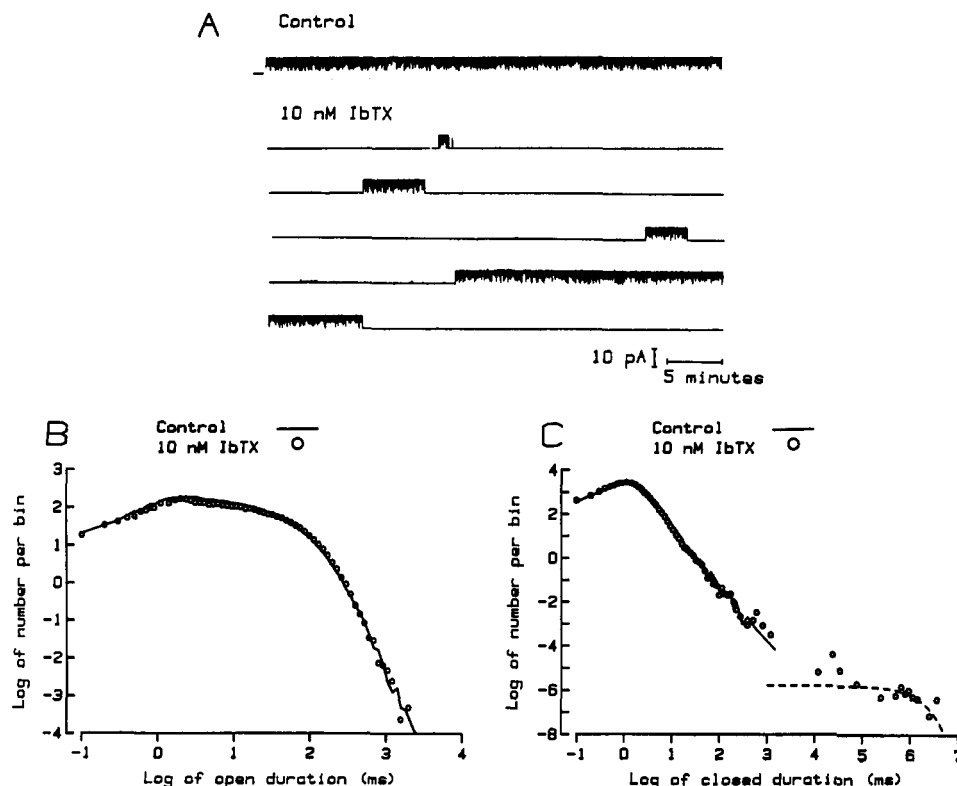 A
Control
10 nM IbTX
10 pA
5 minutes
B
Control
10 nM IbTX
Log of number per bin
3
2
1
0
-1
-2
-3
-4
-1
0
1
2
3
4
Log of open duration (ms)
C
Control
10 nM IbTX
Log of number per bin
4
2
0
-2
-4
-6
-8
-1
0
1
2
3
4
5
6
7
Log of closed duration (ms)